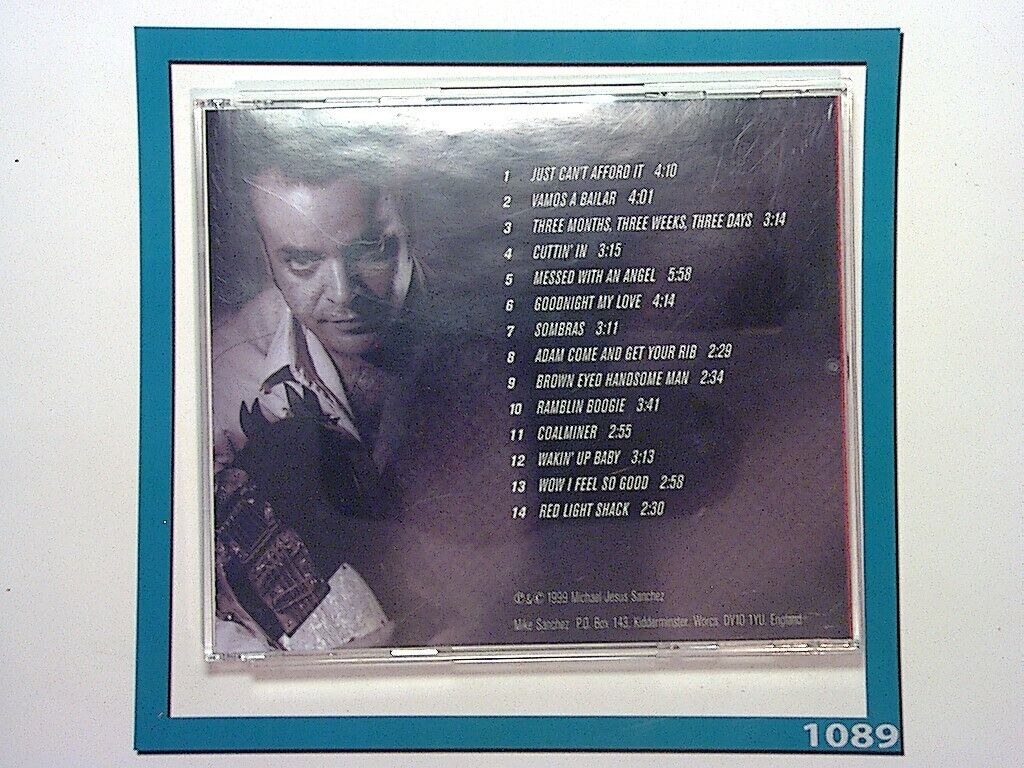 1 JUST CAN'T AFFORD IT 4:10
2 VAMOS A BAILAR 4:01
3 THREE MONTHS, THREE WEEKS, THREE DAYS 3:14
4 CUTTIN' IN 3:15
5 MESSED WITH AN ANGEL 5:58
6 GOODNIGHT MY LOVE 4:14
7 SOMBRAS 3:11
8 ADAM COME AND GET YOUR RIB 2:29
9 BROWN EYED HANDSOME MAN 2:34
10 RAMBLIN BOOGIE 3:41
11 COALMINER 2:55
12 WAKIN' UP BABY 3:13
13 WOW I FEEL SO GOOD 2:58
14 RED LIGHT SHACK 2:30
℗ & © 1999 Michael Jesus Sanchez
Mike Sanchez P.O. Box 143, Kidderminster, Worcs. DY10 1YU. England
1089